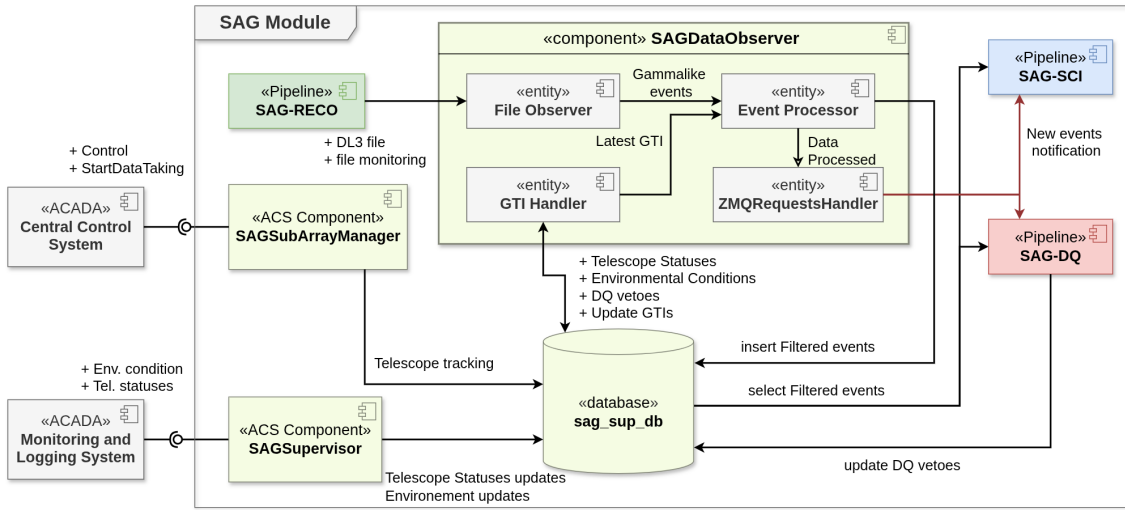 SAG Module
«component» SAGDataObserver
«Pipeline»
SAG-RECO
+ DL3 file
+ file monitoring
«entity»
File Observer
Gammalike
events
«entity»
Event Processor
Latest GTI
Data
Processed
«entity»
GTI Handler
«entity»
ZMQRequestsHandler
«Pipeline»
SAG-SCI
New events
notification
«Pipeline»
SAG-DQ
+ Control
+ StartDataTaking
«ACADA»
Central Control
System
«ACS Component»
SAGSubArrayManager
+ Telescope Statuses
+ Environmental Conditions
+ DQ vetoes
+ Update GTIs
Telescope tracking
insert Filtered events
select Filtered events
«database»
sag_sup_db
update DQ vetoes
+ Env. condition
+ Tel. statuses
«ACADA»
Monitoring and
Logging System
«ACS Component»
SAGSupervisor
Telescope Statuses updates
Environement updates